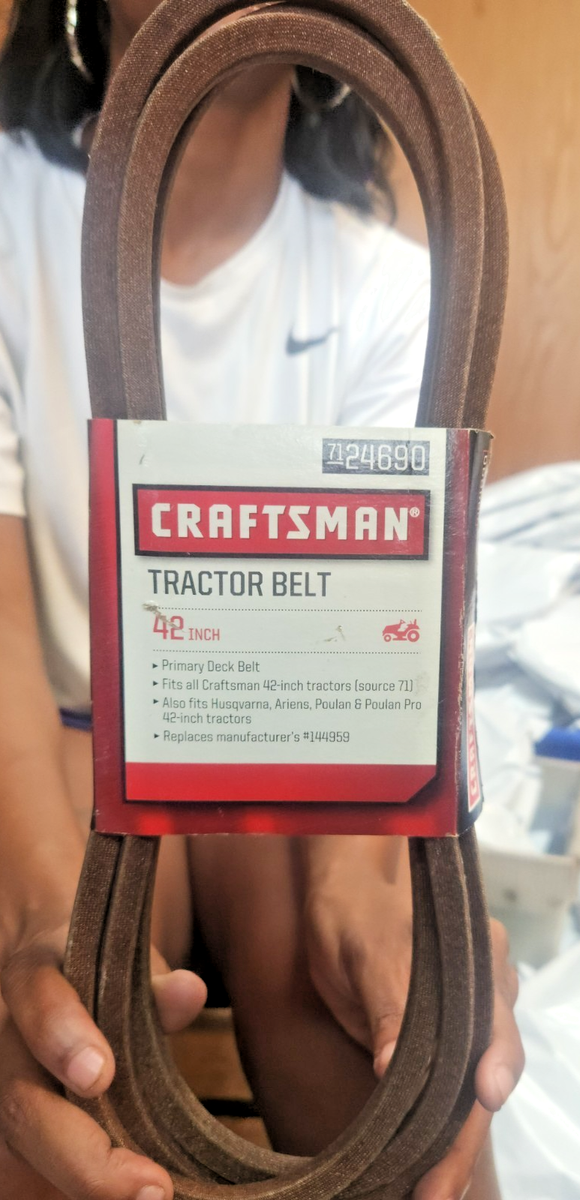 7124690
CRAFTSMAN®
TRACTOR BELT
42 INCH
▸ Primary Deck Belt
▸ Fits all Craftsman 42-inch tractors (source 71)
▸ Also fits Husqvarna, Ariens, Poulan & Poulan Pro
42-inch tractors
▸ Replaces manufacturer's #144959